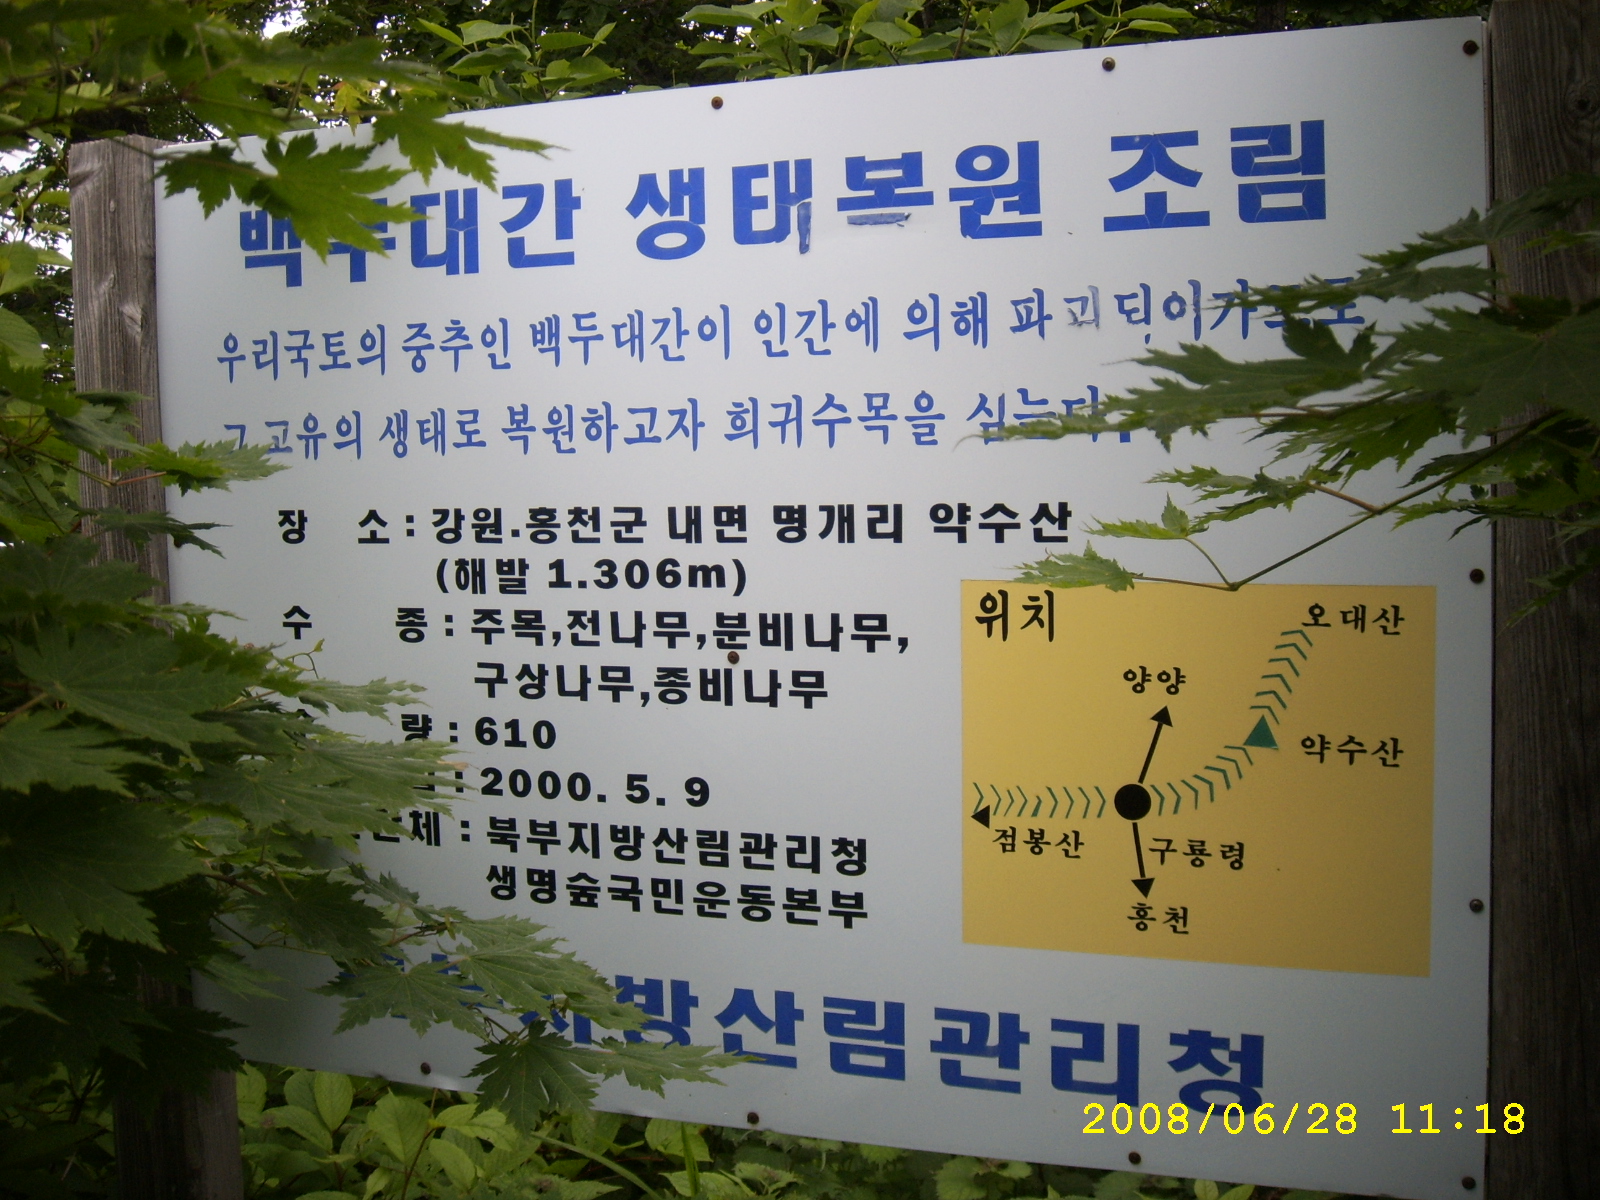 백두대간 생태복원 조림
우리국토의 중추인 백두대간이 인간에 의해 파괴
고유의 생태로 복원하고자 희귀수목을 심는다.
장 소 : 강원.홍천군 내면 명개리 약수산
(해발 1.306m)
수 종 : 주목,전나무,분비나무,
구상나무,종비나무
량 : 610
: 2000. 5. 9
단체 : 북부지방산림관리청
생명숲국민운동본부
위치
오대산
양양
약수산
점봉산
구룡령
홍천
지방산림관리청
2008/06/28 11:18